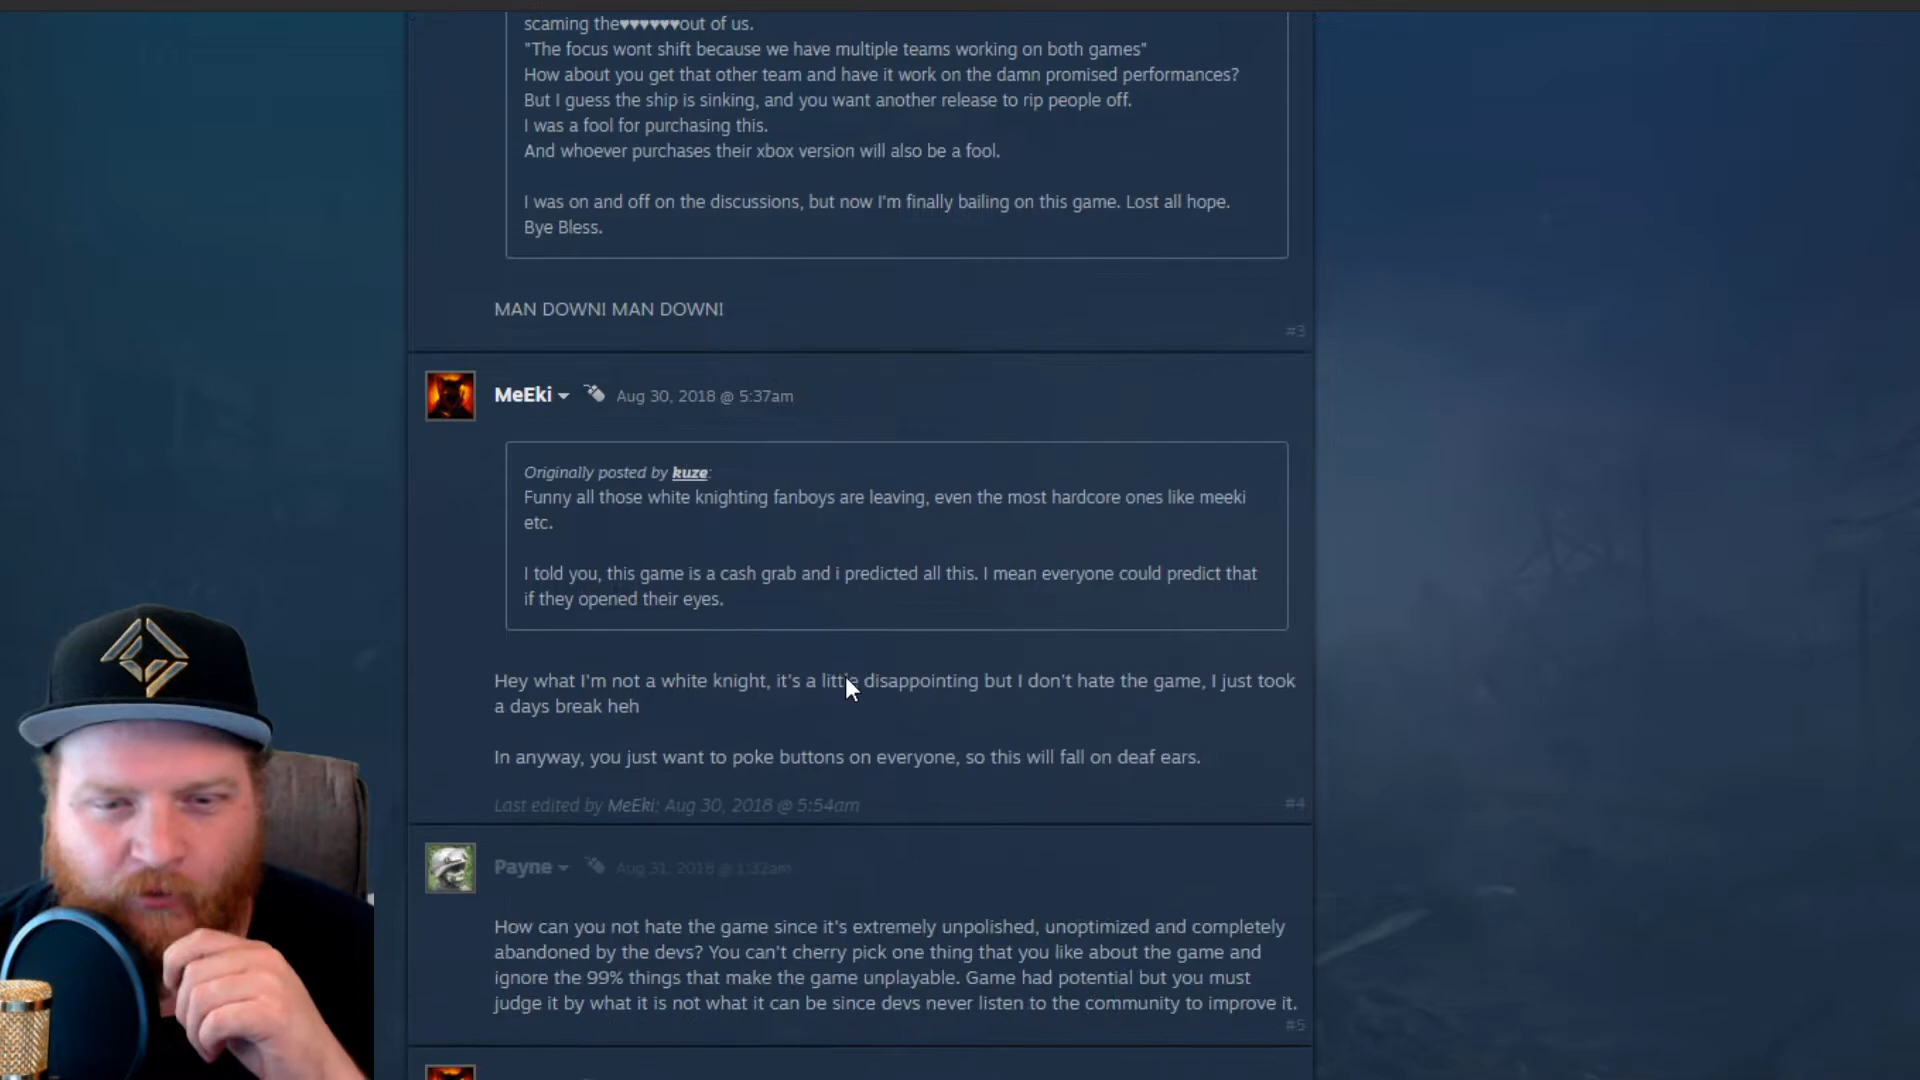 scaming the♥♥♥♥♥♥out of us.
"The focus wont shift because we have multiple teams working on both games"
How about you get that other team and have it work on the damn promised performances?
But I guess the ship is sinking, and you want another release to rip people off.
I was a fool for purchasing this.
And whoever purchases their xbox version will also be a fool.
I was on and off on the discussions, but now I'm finally bailing on this game. Lost all hope.
Bye Bless.
MAN DOWN! MAN DOWN!
#3
MeEki Aug 30, 2018 @ 5:37am
Originally posted by kuze:
Funny all those white knighting fanboys are leaving, even the most hardcore ones like meeki
etc.
I told you, this game is a cash grab and i predicted all this. I mean everyone could predict that
if they opened their eyes.
Hey what I'm not a white knight, it's a little disappointing but I don't hate the game, I just took
a days break heh
In anyway, you just want to poke buttons on everyone, so this will fall on deaf ears.
Last edited by MeEki; Aug 30, 2018 @ 5:54am
#4
Payne Aug 31, 2018 @ 1:32am
How can you not hate the game since it's extremely unpolished, unoptimized and completely
abandoned by the devs? You can't cherry pick one thing that you like about the game and
ignore the 99% things that make the game unplayable. Game had potential but you must
judge it by what it is not what it can be since devs never listen to the community to improve it.
#5